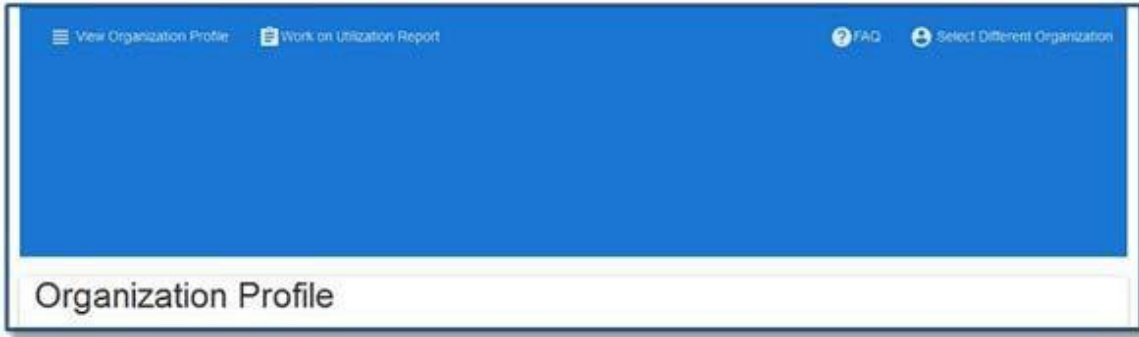 View Organization Profile Work on Utilization Report FAQ Select Different Organization
Organization Profile